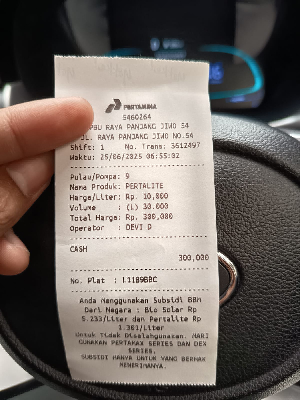 PERTAMINA
5460264
SPBU RAYA PANJANG JIWO 54
JL. RAYA PANJANG JIWO NO.54
Shift: 1 No. Trans: 3612497
Waktu: 25/06/2025 06:55:02
Pulau/Pompa: 9
Nama Produk: PERTALITE
Harga/Liter: Rp. 10,000
Volume : (L) 30.000
Total Harga: Rp. 300,000
Operator : DEVI D
CASH
300,000
No. Plat : L1189BBC
Anda Menggunakan Subsidi BBM
Dari Negara : Bio Solar Rp
5.233/Liter dan Pertalite Rp
1.361/Liter
Untuk Tidak Disalahgunakan. MARI
GUNAKAN PERTAMAX SERIES DAN DEX
SERIES.
SUBSIDI HANYA UNTUK YANG BERHAK
MENERIMANYA.